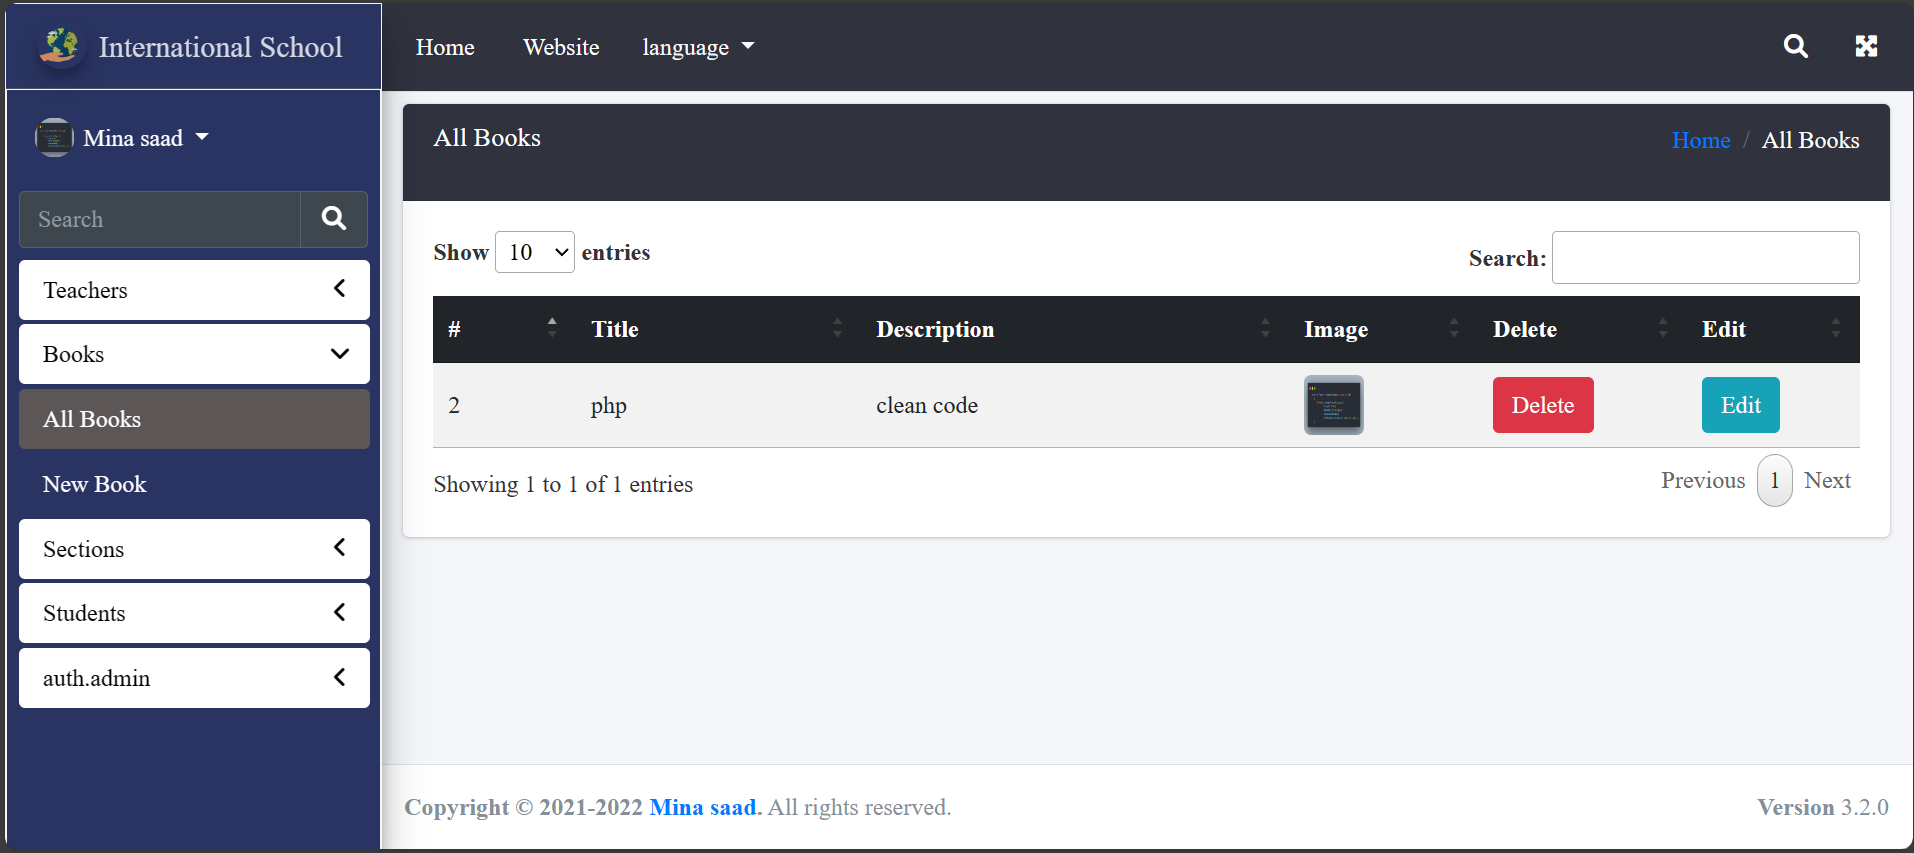 International School
Home Website language
Mina saad
Search
Teachers
Books
All Books
New Book
Sections
Students
auth.admin
All Books
Home / All Books
Show 10 entries
Search:
# Title Description Image Delete Edit
2 php clean code Delete Edit
Showing 1 to 1 of 1 entries
Previous 1 Next
Copyright © 2021-2022 Mina saad. All rights reserved.
Version 3.2.0